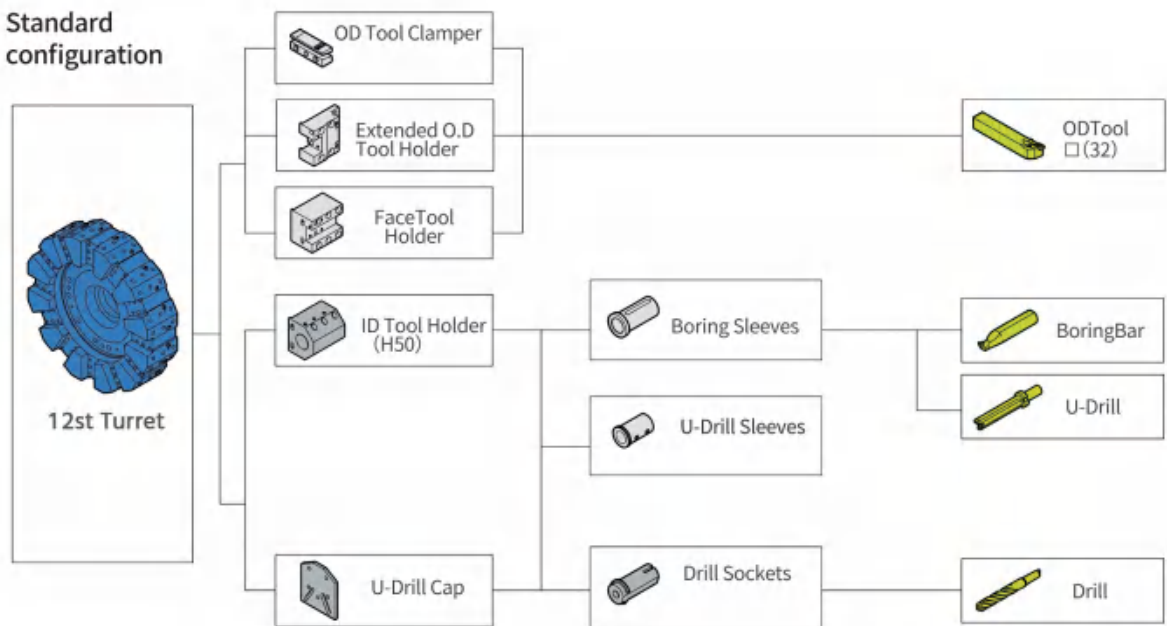 Standard
configuration
OD Tool Clamper
Extended O.D
Tool Holder
FaceTool
Holder
ODTool
□(32)
12st Turret
ID Tool Holder
(H50)
Boring Sleeves
BoringBar
U-Drill Sleeves
U-Drill
U-Drill Cap
Drill Sockets
Drill